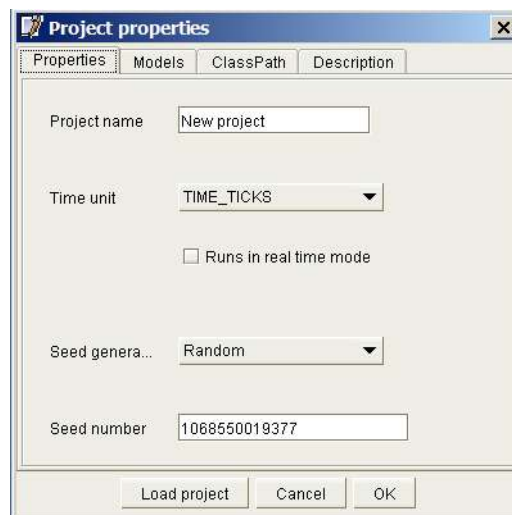 Project properties
Properties Models ClassPath Description
Project name New project
Time unit TIME_TICKS
Runs in real time mode
Seed genera... Random
Seed number 1068550019377
Load project Cancel OK